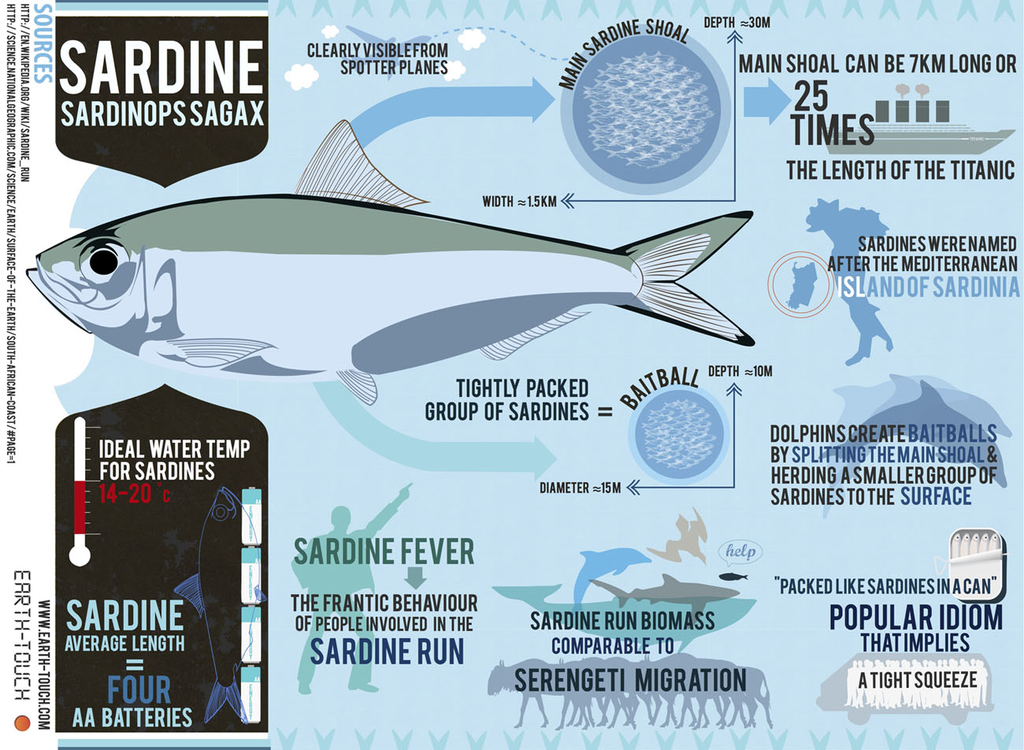 SOURCES
HTTP://EN.WIKIPEDIA.ORG/WIKI/SARDINE_RUN
HTTP://SCIENCE.NATIONALGEOGRAPHIC.COM/SCIENCE/EARTH/SURFACE-OF-THE-EARTH/SOUTH-AFRICAN-COAST/#PAGE=1
SARDINE
SARDINOPS SAGAX
CLEARLY VISIBLE FROM
SPOTTER PLANES
MAIN SARDINE SHOAL
DEPTH ≈30M
WIDTH ≈1.5KM
MAIN SHOAL CAN BE 7KM LONG OR
25
TIMES
THE LENGTH OF THE TITANIC
SARDINES WERE NAMED
AFTER THE MEDITERRANEAN
ISLAND OF SARDINIA
TIGHTLY PACKED
GROUP OF SARDINES =
BAITBALL
DEPTH ≈10M
DIAMETER ≈15M
DOLPHINS CREATE BAITBALLS
BY SPLITTING THE MAIN SHOAL &
HERDING A SMALLER GROUP OF
SARDINES TO THE SURFACE
IDEAL WATER TEMP
FOR SARDINES
14-20 °C
SARDINE
AVERAGE LENGTH
=
FOUR
AA BATTERIES
SARDINE FEVER
THE FRANTIC BEHAVIOUR
OF PEOPLE INVOLVED IN THE
SARDINE RUN
help
SARDINE RUN BIOMASS
COMPARABLE TO
SERENGETI MIGRATION
"PACKED LIKE SARDINES IN A CAN"
POPULAR IDIOM
THAT IMPLIES
A TIGHT SQUEEZE
EARTH-TOUCH
WWW.EARTH-TOUCH.COM